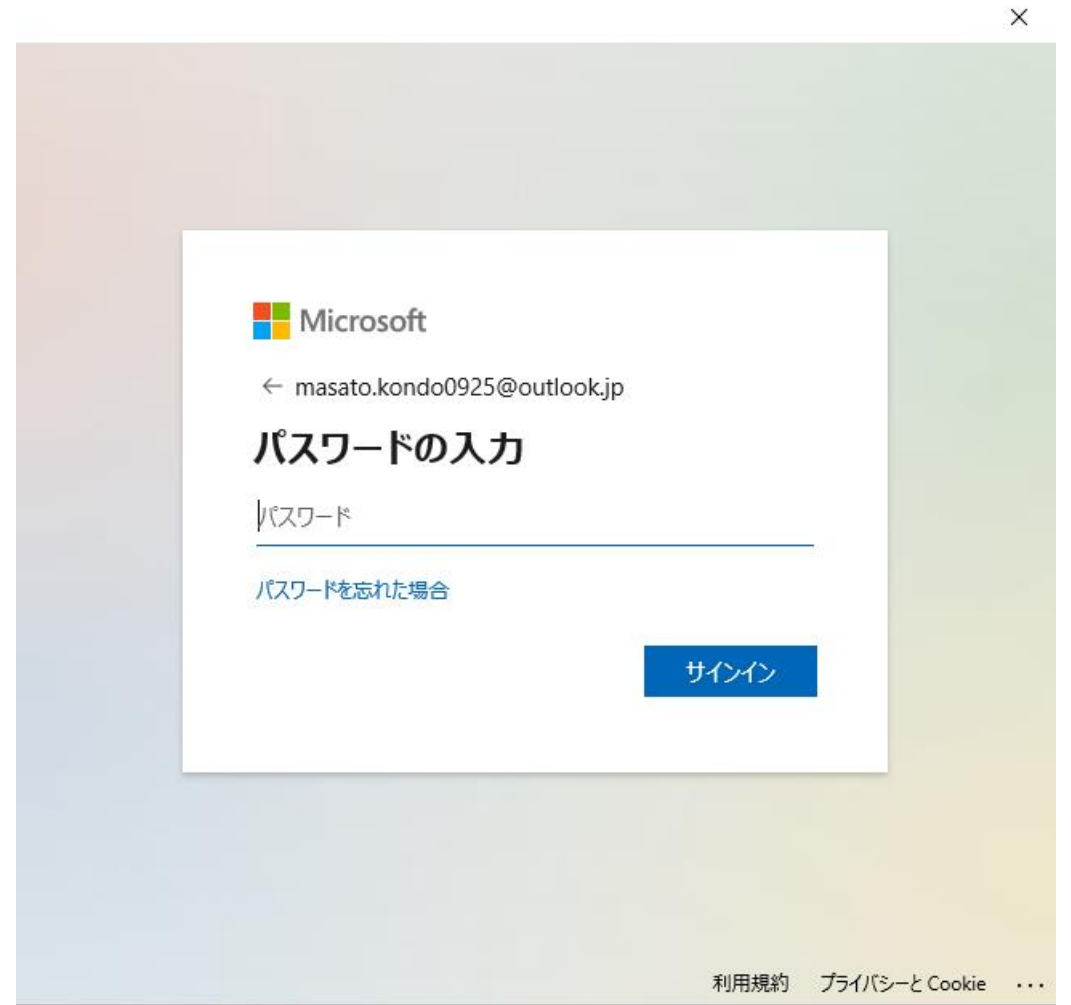 Microsoft
← masato.kondo0925@outlook.jp
パスワードの入力
パスワード
パスワードを忘れた場合
サインイン
利用規約 プライバシーと Cookie ...